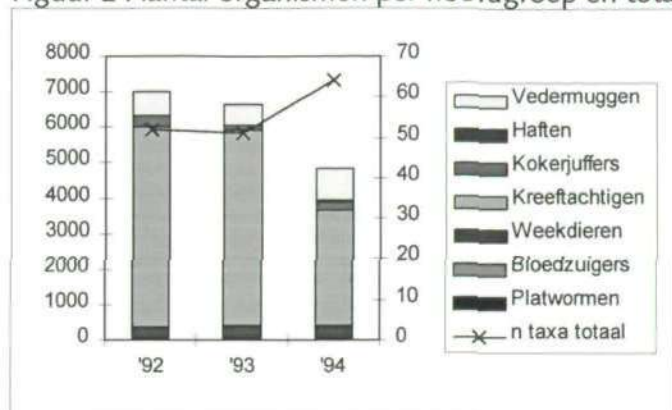 8000
7000
6000
5000
4000
3000
2000
1000
0
70
60
50
40
30
20
10
0
'92 '93 '94
Vedermuggen
Haften
Kokerjuffers
Kreeftachtigen
Weekdieren
Bloedzuigers
Platwormen
n taxa totaal